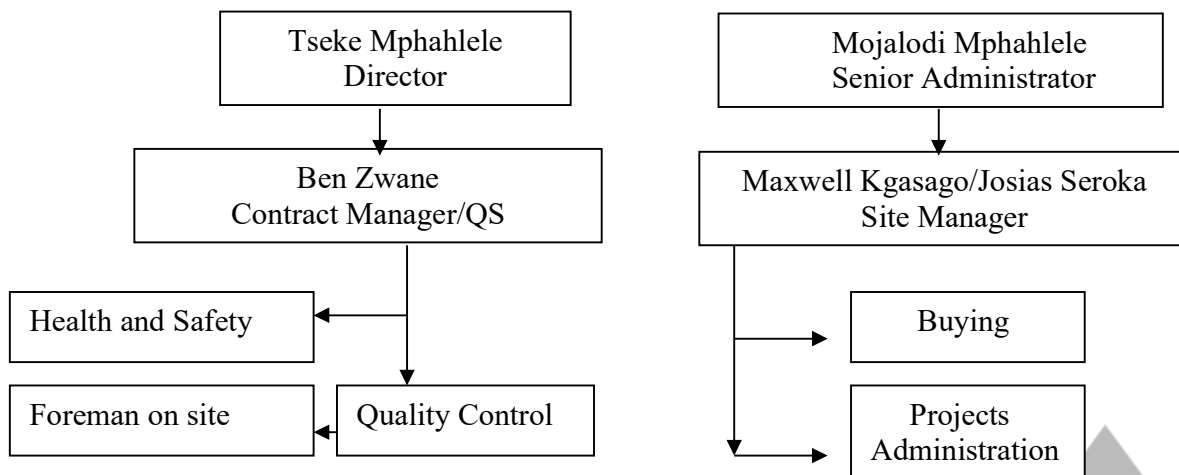 Tseke Mphahlele
Director
Mojalodi Mphahlele
Senior Administrator
Ben Zwane
Contract Manager/QS
Maxwell Kgasago/Josias Seroka
Site Manager
Health and Safety
Buying
Foreman on site
Quality Control
Projects
Administration